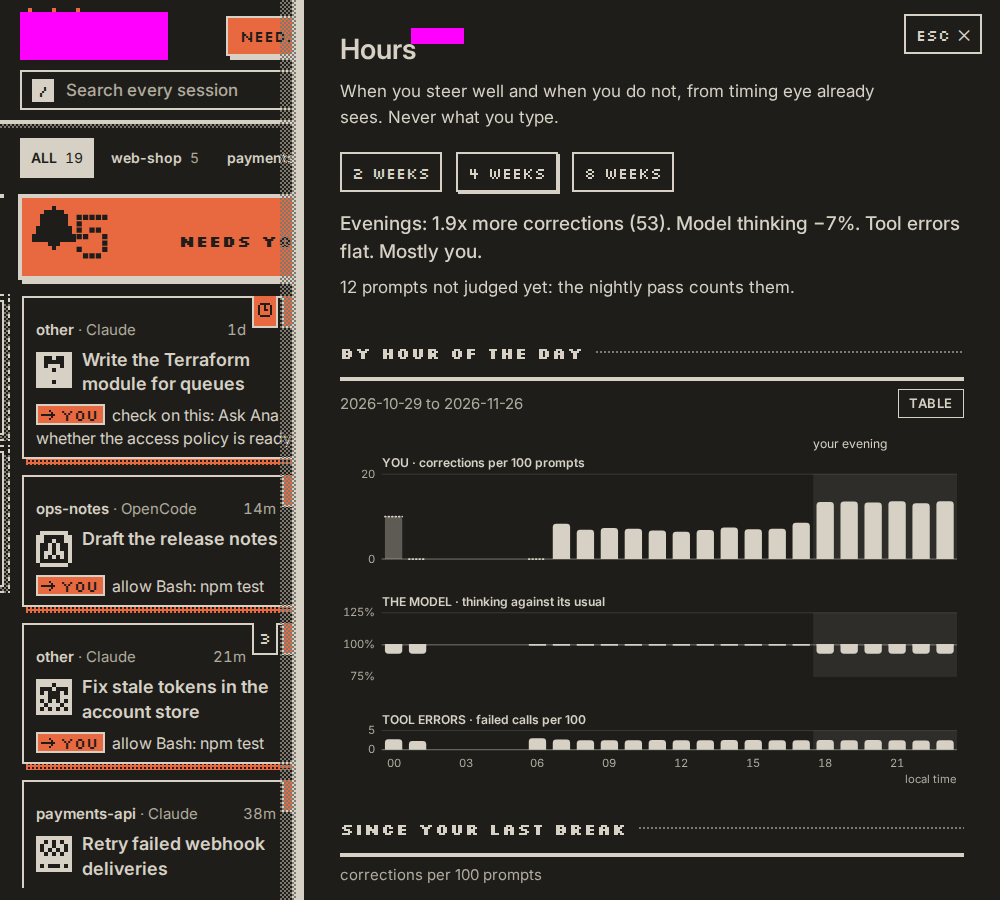 NEED
/ Search every session
ALL 19 web-shop 5 payments
5 NEEDS YO
other · Claude 1d
Write the Terraform
module for queues
→ YOU check on this: Ask Ana
whether the access policy is ready
ops-notes · OpenCode 14m
Draft the release notes
→ YOU allow Bash: npm test
3
other · Claude 21m
Fix stale tokens in the
account store
→ YOU allow Bash: npm test
payments-api · Claude 38m
Retry failed webhook
deliveries
Hours
ESC ×
When you steer well and when you do not, from timing eye already
sees. Never what you type.
2 WEEKS 4 WEEKS 8 WEEKS
Evenings: 1.9x more corrections (53). Model thinking −7%. Tool errors
flat. Mostly you.
12 prompts not judged yet: the nightly pass counts them.
BY HOUR OF THE DAY
2026-10-29 to 2026-11-26 TABLE
your evening
YOU · corrections per 100 prompts
20
0
THE MODEL · thinking against its usual
125%
100%
75%
TOOL ERRORS · failed calls per 100
5
0
00 03 06 09 12 15 18 21
local time
SINCE YOUR LAST BREAK
corrections per 100 prompts